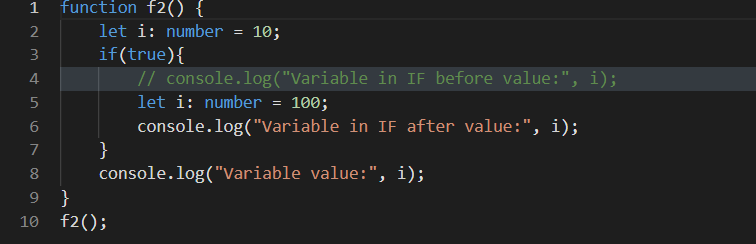 1 function f2() {
2 let i: number = 10;
3 if(true){
4 // console.log("Variable in IF before value:", i);
5 let i: number = 100;
6 console.log("Variable in IF after value:", i);
7 }
8 console.log("Variable value:", i);
9 }
10 f2();